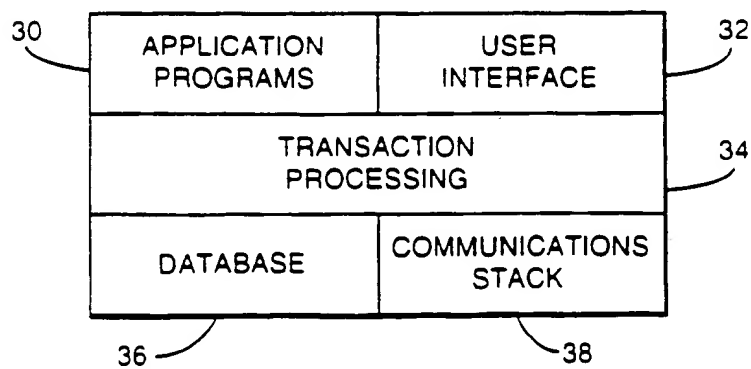 30
APPLICATION
PROGRAMS
USER
INTERFACE
32
TRANSACTION
PROCESSING
34
DATABASE
COMMUNICATIONS
STACK
36
38